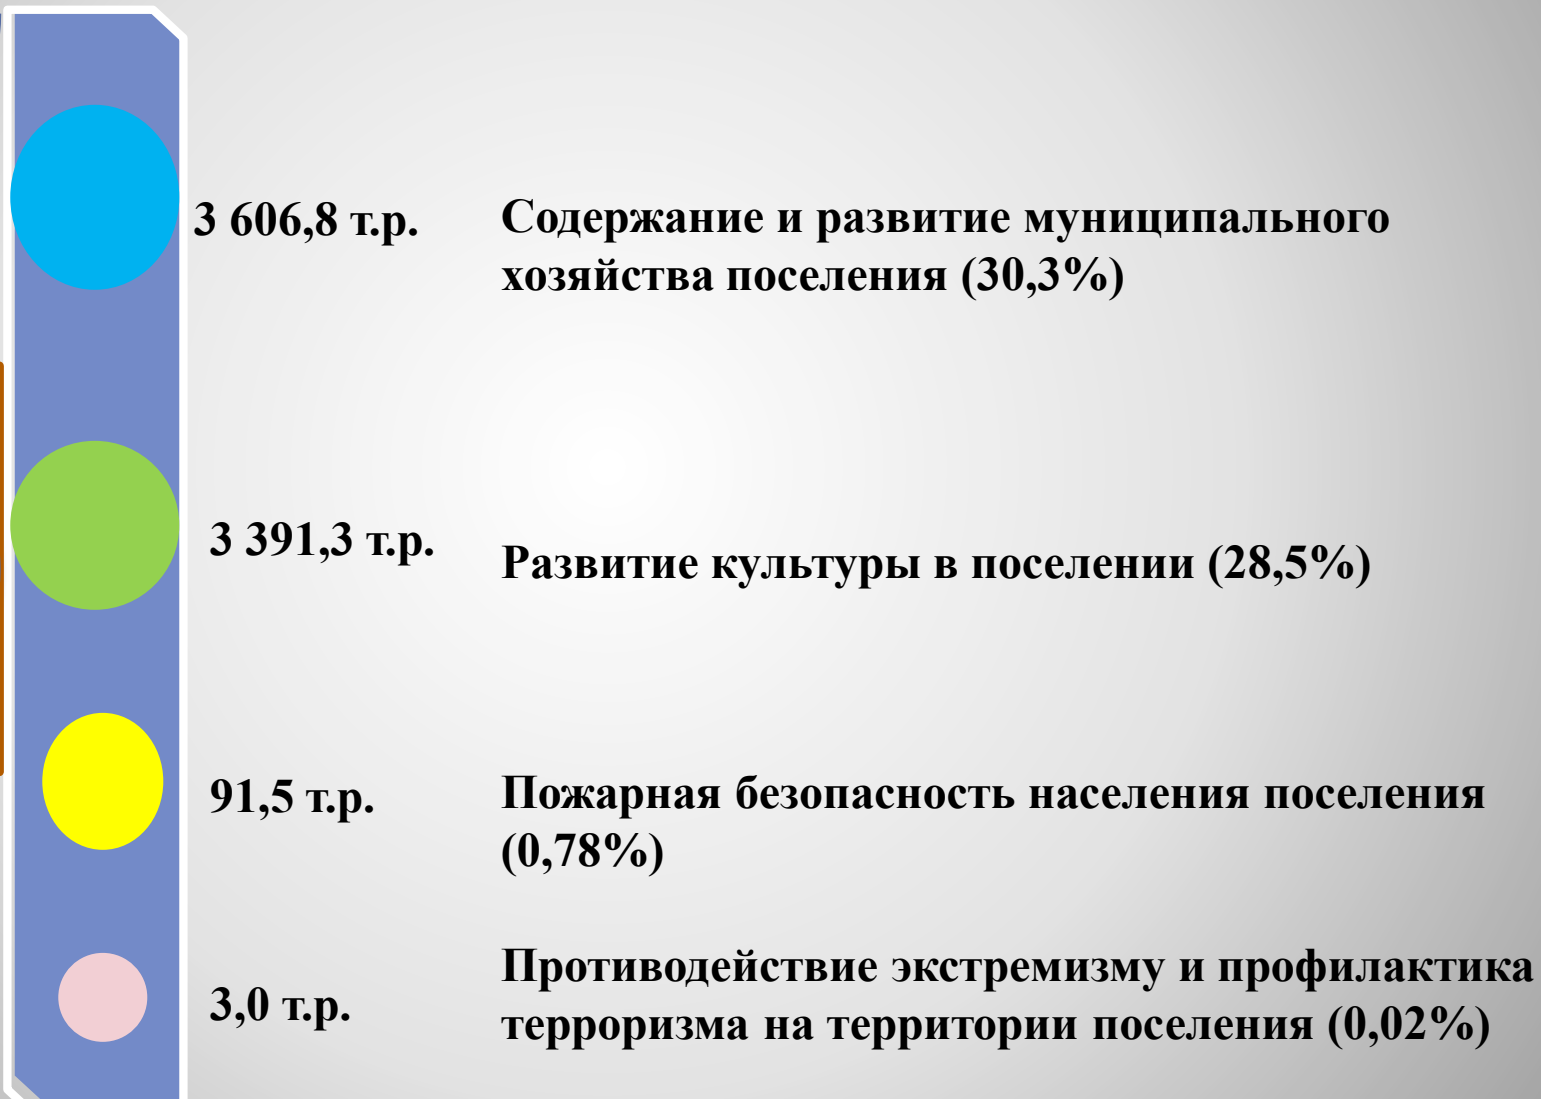 3 606,8 т.р.
Содержание и развитие муниципального
хозяйства поселения (30,3%)
3 391,3 т.р.
Развитие культуры в поселении (28,5%)
91,5 т.р.
Пожарная безопасность населения поселения
(0,78%)
3,0 т.р.
Противодействие экстремизму и профилактика
терроризма на территории поселения (0,02%)